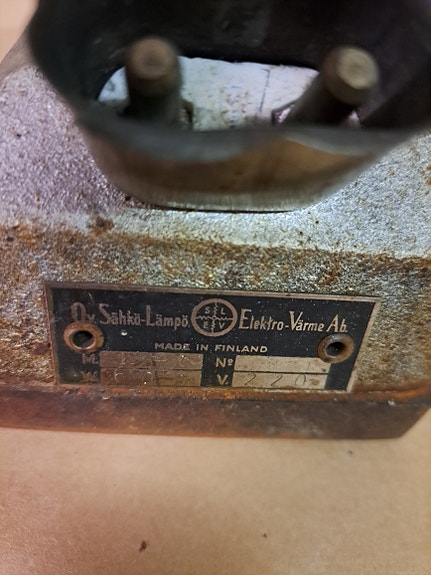 Oy Sähkö-Lämpö. S L E V Elektro-Värme Ab.
MADE IN FINLAND
M. Nº
W. V. 220